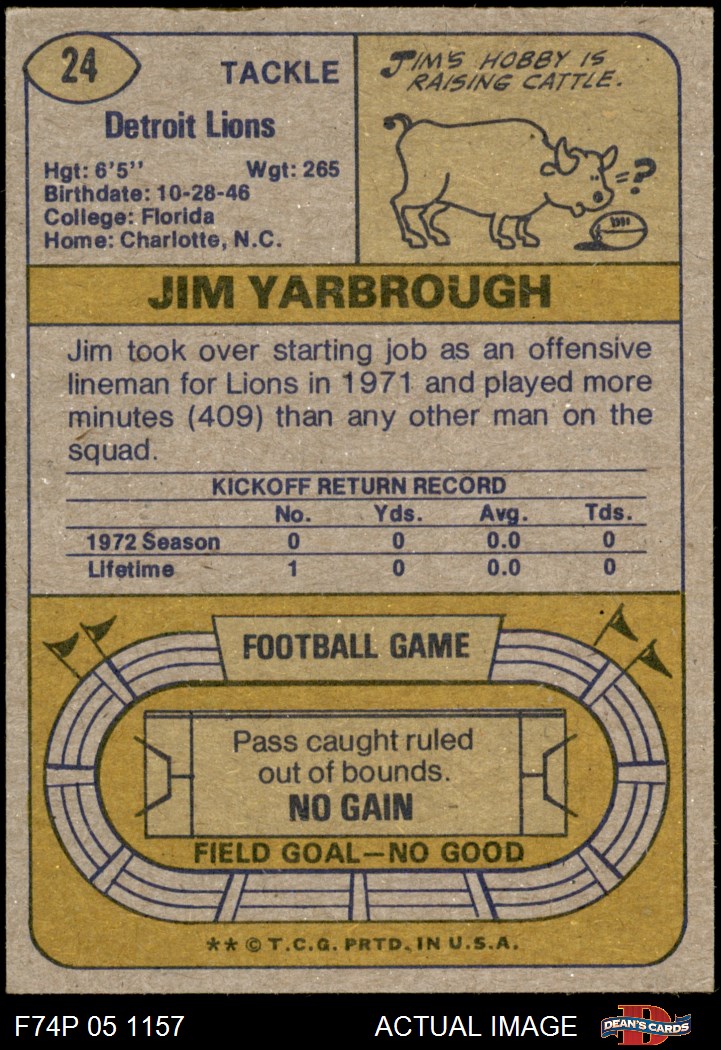 24
TACKLE
Detroit Lions
Hgt: 6'5'' Wgt: 265
Birthdate: 10-28-46
College: Florida
Home: Charlotte, N.C.
JIM'S HOBBY IS
RAISING CATTLE.
=?
JIM YARBROUGH
Jim took over starting job as an offensive
lineman for Lions in 1971 and played more
minutes (409) than any other man on the
squad.
KICKOFF RETURN RECORD
No. Yds. Avg. Tds.
1972 Season 0 0 0.0 0
Lifetime 1 0 0.0 0
FOOTBALL GAME
Pass caught ruled
out of bounds.
NO GAIN
FIELD GOAL—NO GOOD
** © T.C.G. PRTD. IN U.S.A.
F74P 05 1157 ACTUAL IMAGE
D
DEAN'S CARDS